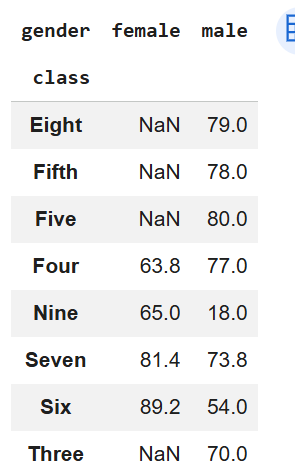 gender female male
class
Eight NaN 79.0
Fifth NaN 78.0
Five NaN 80.0
Four 63.8 77.0
Nine 65.0 18.0
Seven 81.4 73.8
Six 89.2 54.0
Three NaN 70.0